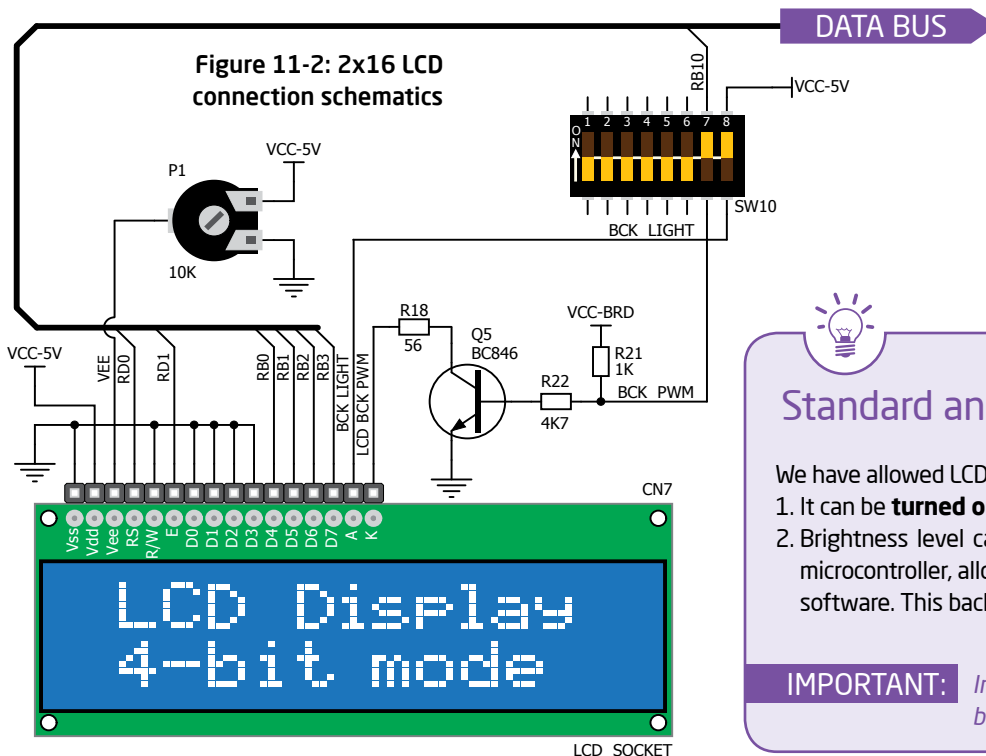 DATA BUS
Figure 11-2: 2x16 LCD
connection schematics
RB10
VCC-5V
1 2 3 4 5 6 7 8
ON
SW10
BCK LIGHT
VCC-5V
P1
10K
R18
56
Q5
BC846
VCC-BRD
R21
1K
R22
4K7
BCK PWM
VCC-5V
VEE
RD0
RD1
RB0
RB1
RB2
RB3
BCK LIGHT
LCD BCK PWM
CN7
Vss
Vdd
Vee
RS
R/W
E
D0
D1
D2
D3
D4
D5
D6
D7
A
K
LCD Display
4-bit mode
LCD SOCKET
Standard an
We have allowed LCD
1. It can be turned o
2. Brightness level ca
microcontroller, allo
software. This back
IMPORTANT:
In
b